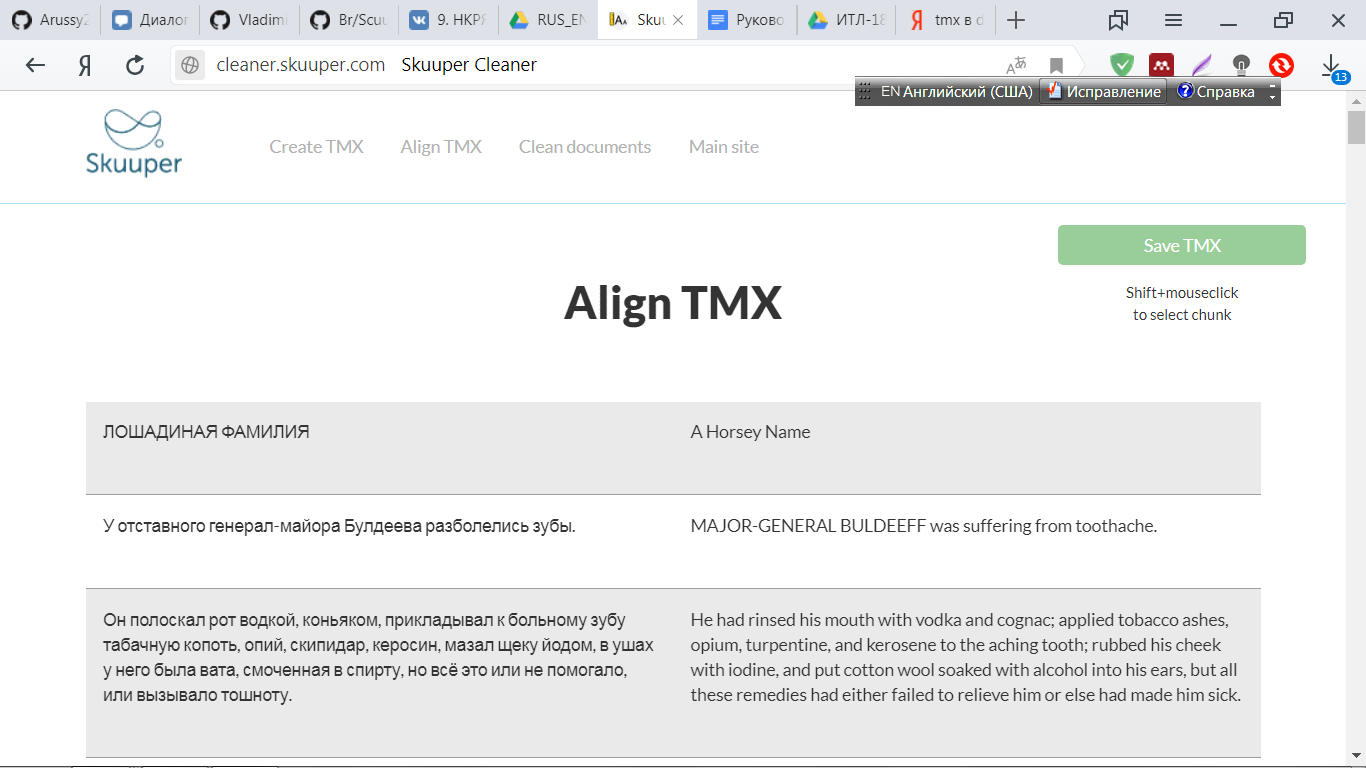 Arussy2
Диалог
Vladimi
Br/Scuu
9. НКРЯ
RUS_EN
Skuu
Руково
ИТЛ-18
tmx в d
Я
cleaner.skuuper.com Skuuper Cleaner
13
EN Английский (США) Исправление Справка
Skuuper
Create TMX
Align TMX
Clean documents
Main site
Save TMX
Shift+mouseclick
to select chunk
Align TMX
ЛОШАДИНАЯ ФАМИЛИЯ
A Horsey Name
У отставного генерал-майора Булдеева разболелись зубы.
MAJOR-GENERAL BULDEEFF was suffering from toothache.
Он полоскал рот водкой, коньяком, прикладывал к больному зубу
табачную копоть, опий, скипидар, керосин, мазал щеку йодом, в ушах
у него была вата, смоченная в спирту, но всё это или не помогало,
или вызывало тошноту.
He had rinsed his mouth with vodka and cognac; applied tobacco ashes,
opium, turpentine, and kerosene to the aching tooth; rubbed his cheek
with iodine, and put cotton wool soaked with alcohol into his ears, but all
these remedies had either failed to relieve him or else had made him sick.